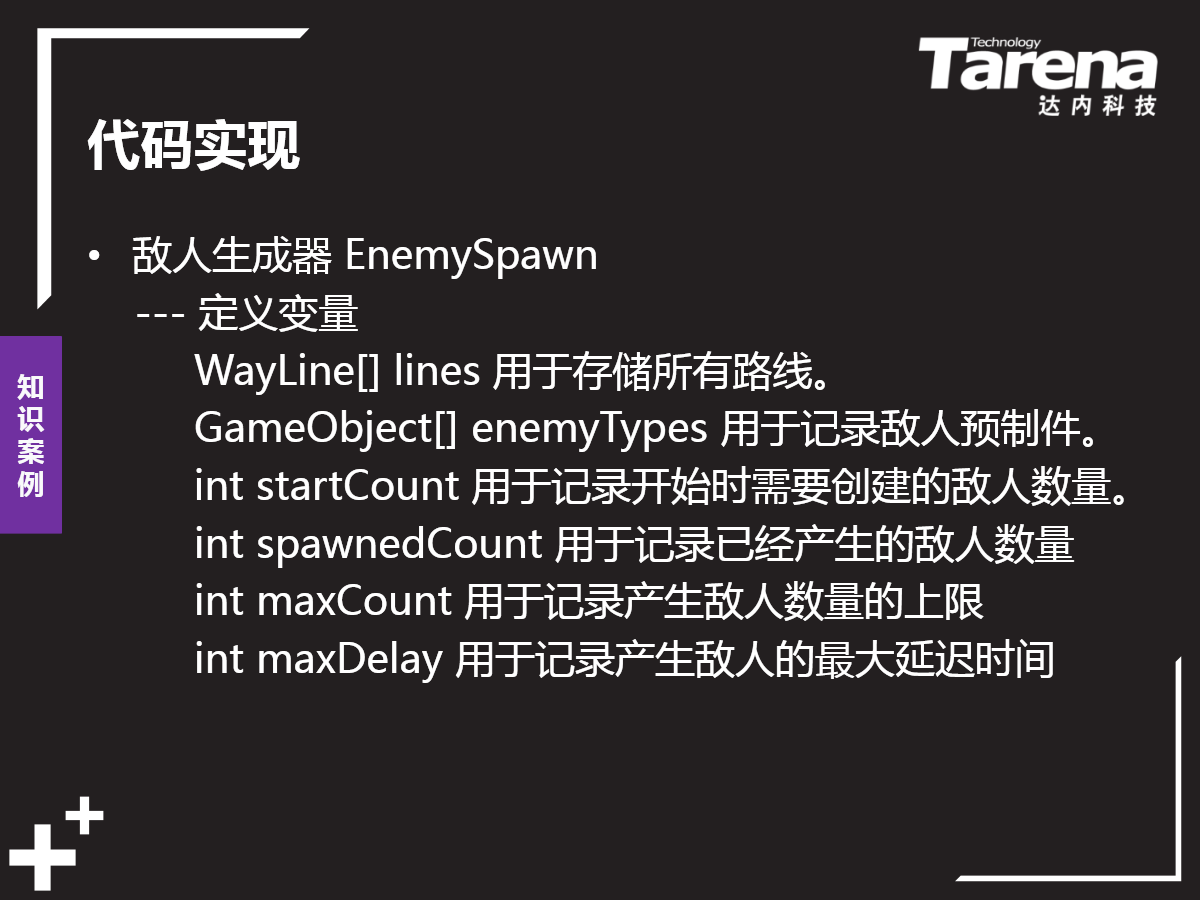 Technology
Tarena
达内科技
代码实现
• 敌人生成器 EnemySpawn
--- 定义变量
WayLine[] lines 用于存储所有路线。
GameObject[] enemyTypes 用于记录敌人预制件。
int startCount 用于记录开始时需要创建的敌人数量。
int spawnedCount 用于记录已经产生的敌人数量
int maxCount 用于记录产生敌人数量的上限
int maxDelay 用于记录产生敌人的最大延迟时间
知识案例